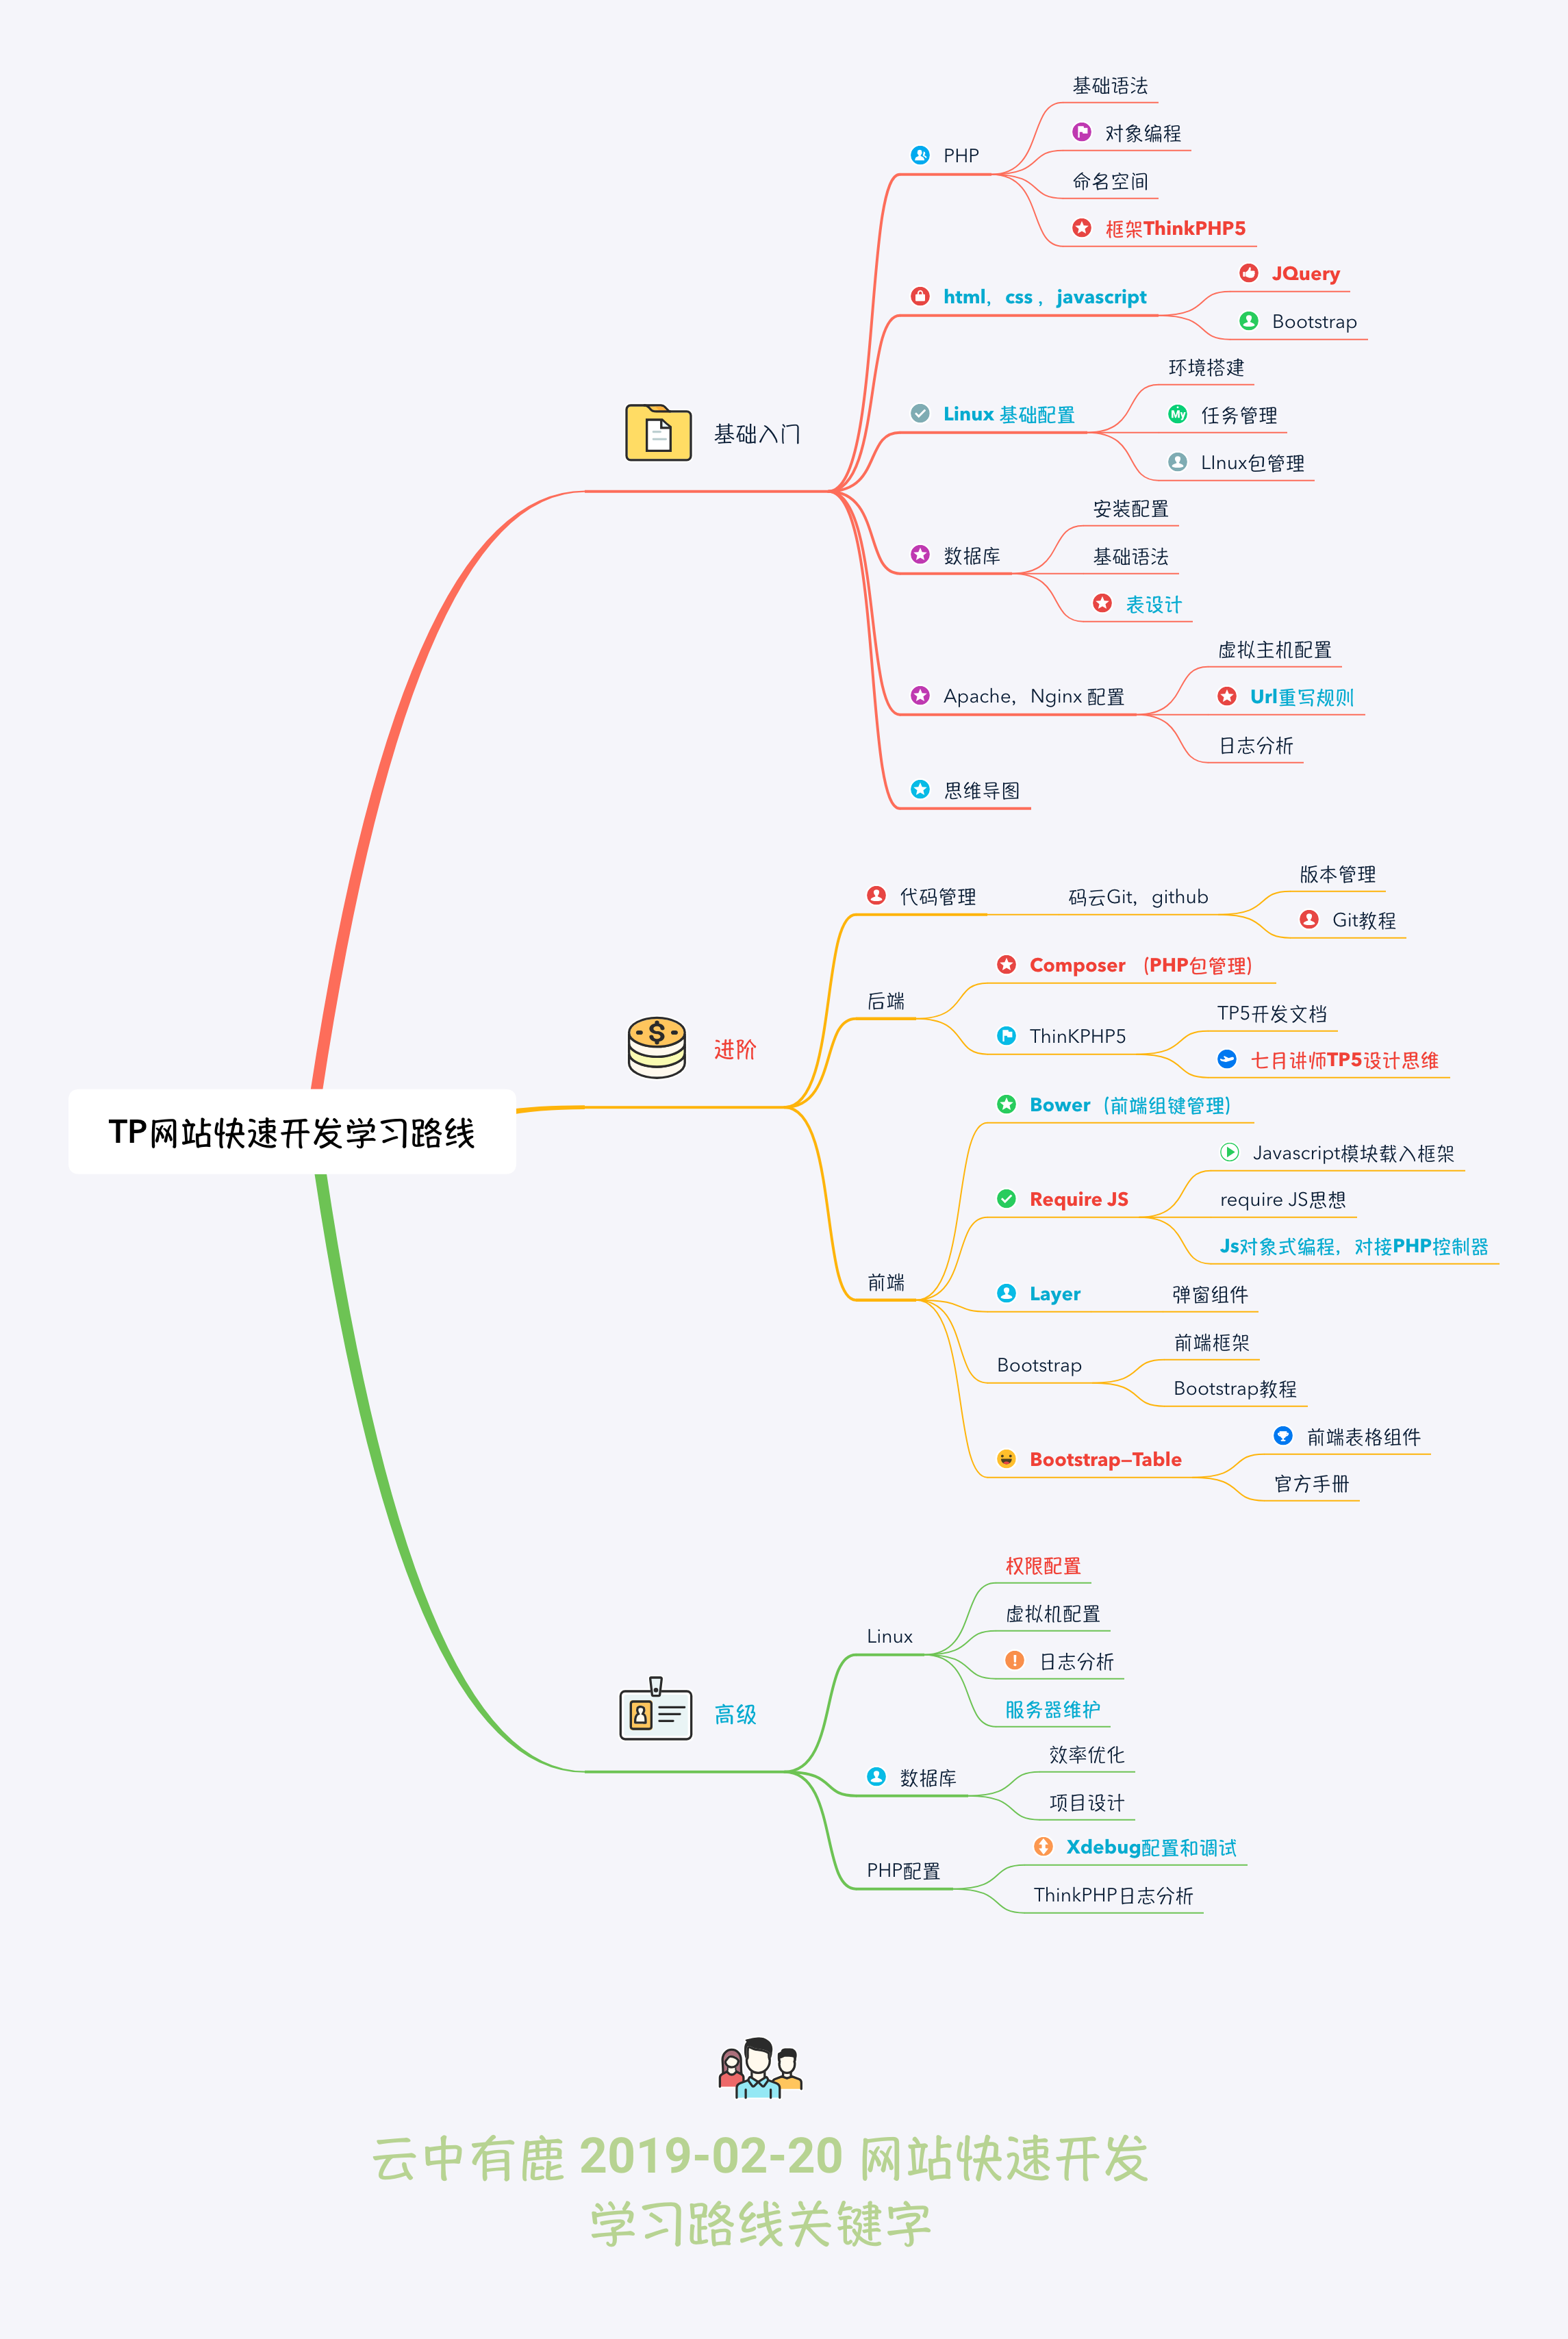 TP网站快速开发学习路线
基础入门
PHP
基础语法
对象编程
命名空间
框架ThinkPHP5
html，css ，javascript
JQuery
Bootstrap
Linux 基础配置
环境搭建
My
任务管理
LInux包管理
数据库
安装配置
基础语法
表设计
Apache，Nginx 配置
虚拟主机配置
Url重写规则
日志分析
思维导图
进阶
代码管理
码云Git，github
版本管理
Git教程
后端
Composer （PHP包管理）
ThinKPHP5
TP5开发文档
七月讲师TP5设计思维
前端
Bower（前端组键管理）
Require JS
Javascript模块载入框架
require JS思想
Js对象式编程，对接PHP控制器
Layer
弹窗组件
Bootstrap
前端框架
Bootstrap教程
Bootstrap—Table
前端表格组件
官方手册
高级
Linux
权限配置
虚拟机配置
日志分析
服务器维护
数据库
效率优化
项目设计
PHP配置
Xdebug配置和调试
ThinkPHP日志分析
云中有鹿 2019-02-20 网站快速开发
学习路线关键字